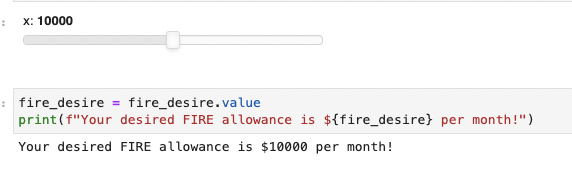 x: 10000
fire_desire = fire_desire.value
print(f"Your desired FIRE allowance is ${fire_desire} per month!")
Your desired FIRE allowance is $10000 per month!